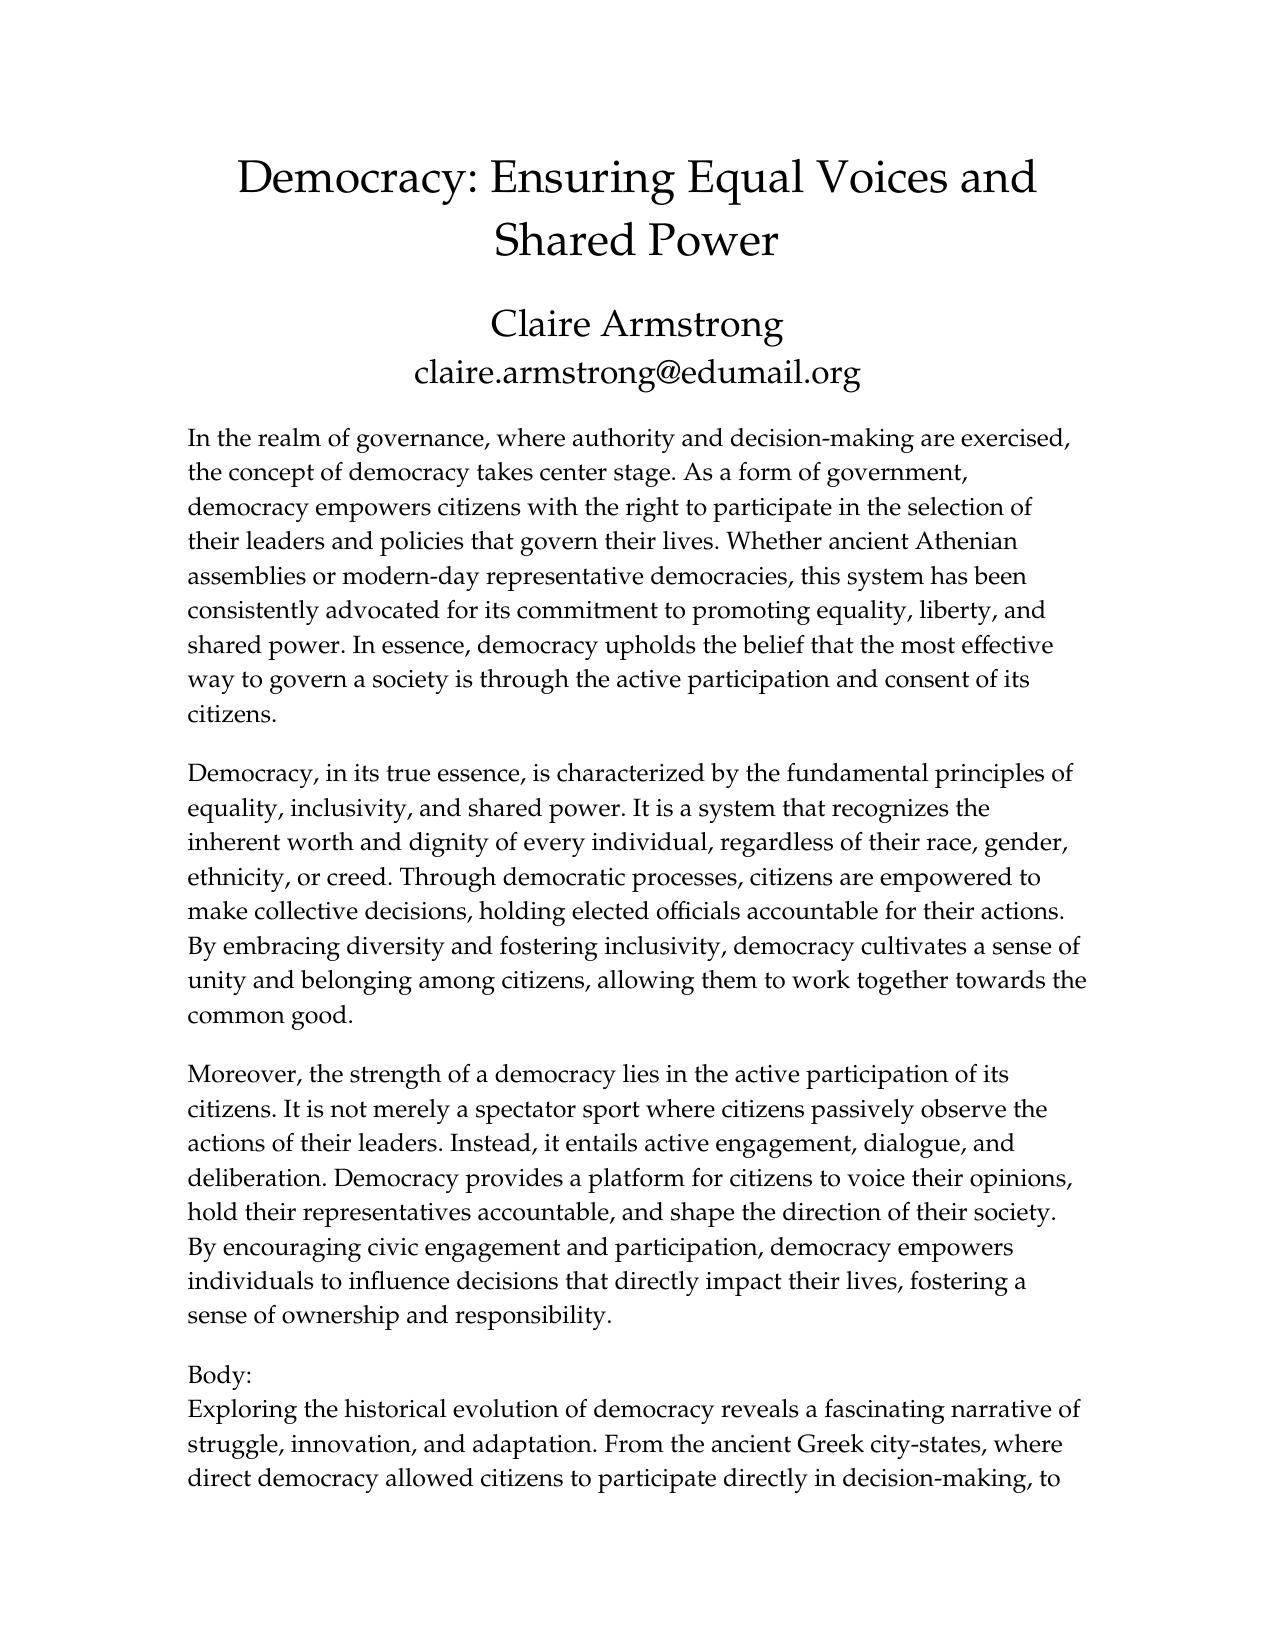 Democracy: Ensuring Equal Voices and
Shared Power
Claire Armstrong
claire.armstrong@edumail.org
In the realm of governance, where authority and decision-making are exercised,
the concept of democracy takes center stage. As a form of government,
democracy empowers citizens with the right to participate in the selection of
their leaders and policies that govern their lives. Whether ancient Athenian
assemblies or modern-day representative democracies, this system has been
consistently advocated for its commitment to promoting equality, liberty, and
shared power. In essence, democracy upholds the belief that the most effective
way to govern a society is through the active participation and consent of its
citizens.
Democracy, in its true essence, is characterized by the fundamental principles of
equality, inclusivity, and shared power. It is a system that recognizes the
inherent worth and dignity of every individual, regardless of their race, gender,
ethnicity, or creed. Through democratic processes, citizens are empowered to
make collective decisions, holding elected officials accountable for their actions.
By embracing diversity and fostering inclusivity, democracy cultivates a sense of
unity and belonging among citizens, allowing them to work together towards the
common good.
Moreover, the strength of a democracy lies in the active participation of its
citizens. It is not merely a spectator sport where citizens passively observe the
actions of their leaders. Instead, it entails active engagement, dialogue, and
deliberation. Democracy provides a platform for citizens to voice their opinions,
hold their representatives accountable, and shape the direction of their society.
By encouraging civic engagement and participation, democracy empowers
individuals to influence decisions that directly impact their lives, fostering a
sense of ownership and responsibility.
Body:
Exploring the historical evolution of democracy reveals a fascinating narrative of
struggle, innovation, and adaptation. From the ancient Greek city-states, where
direct democracy allowed citizens to participate directly in decision-making, to